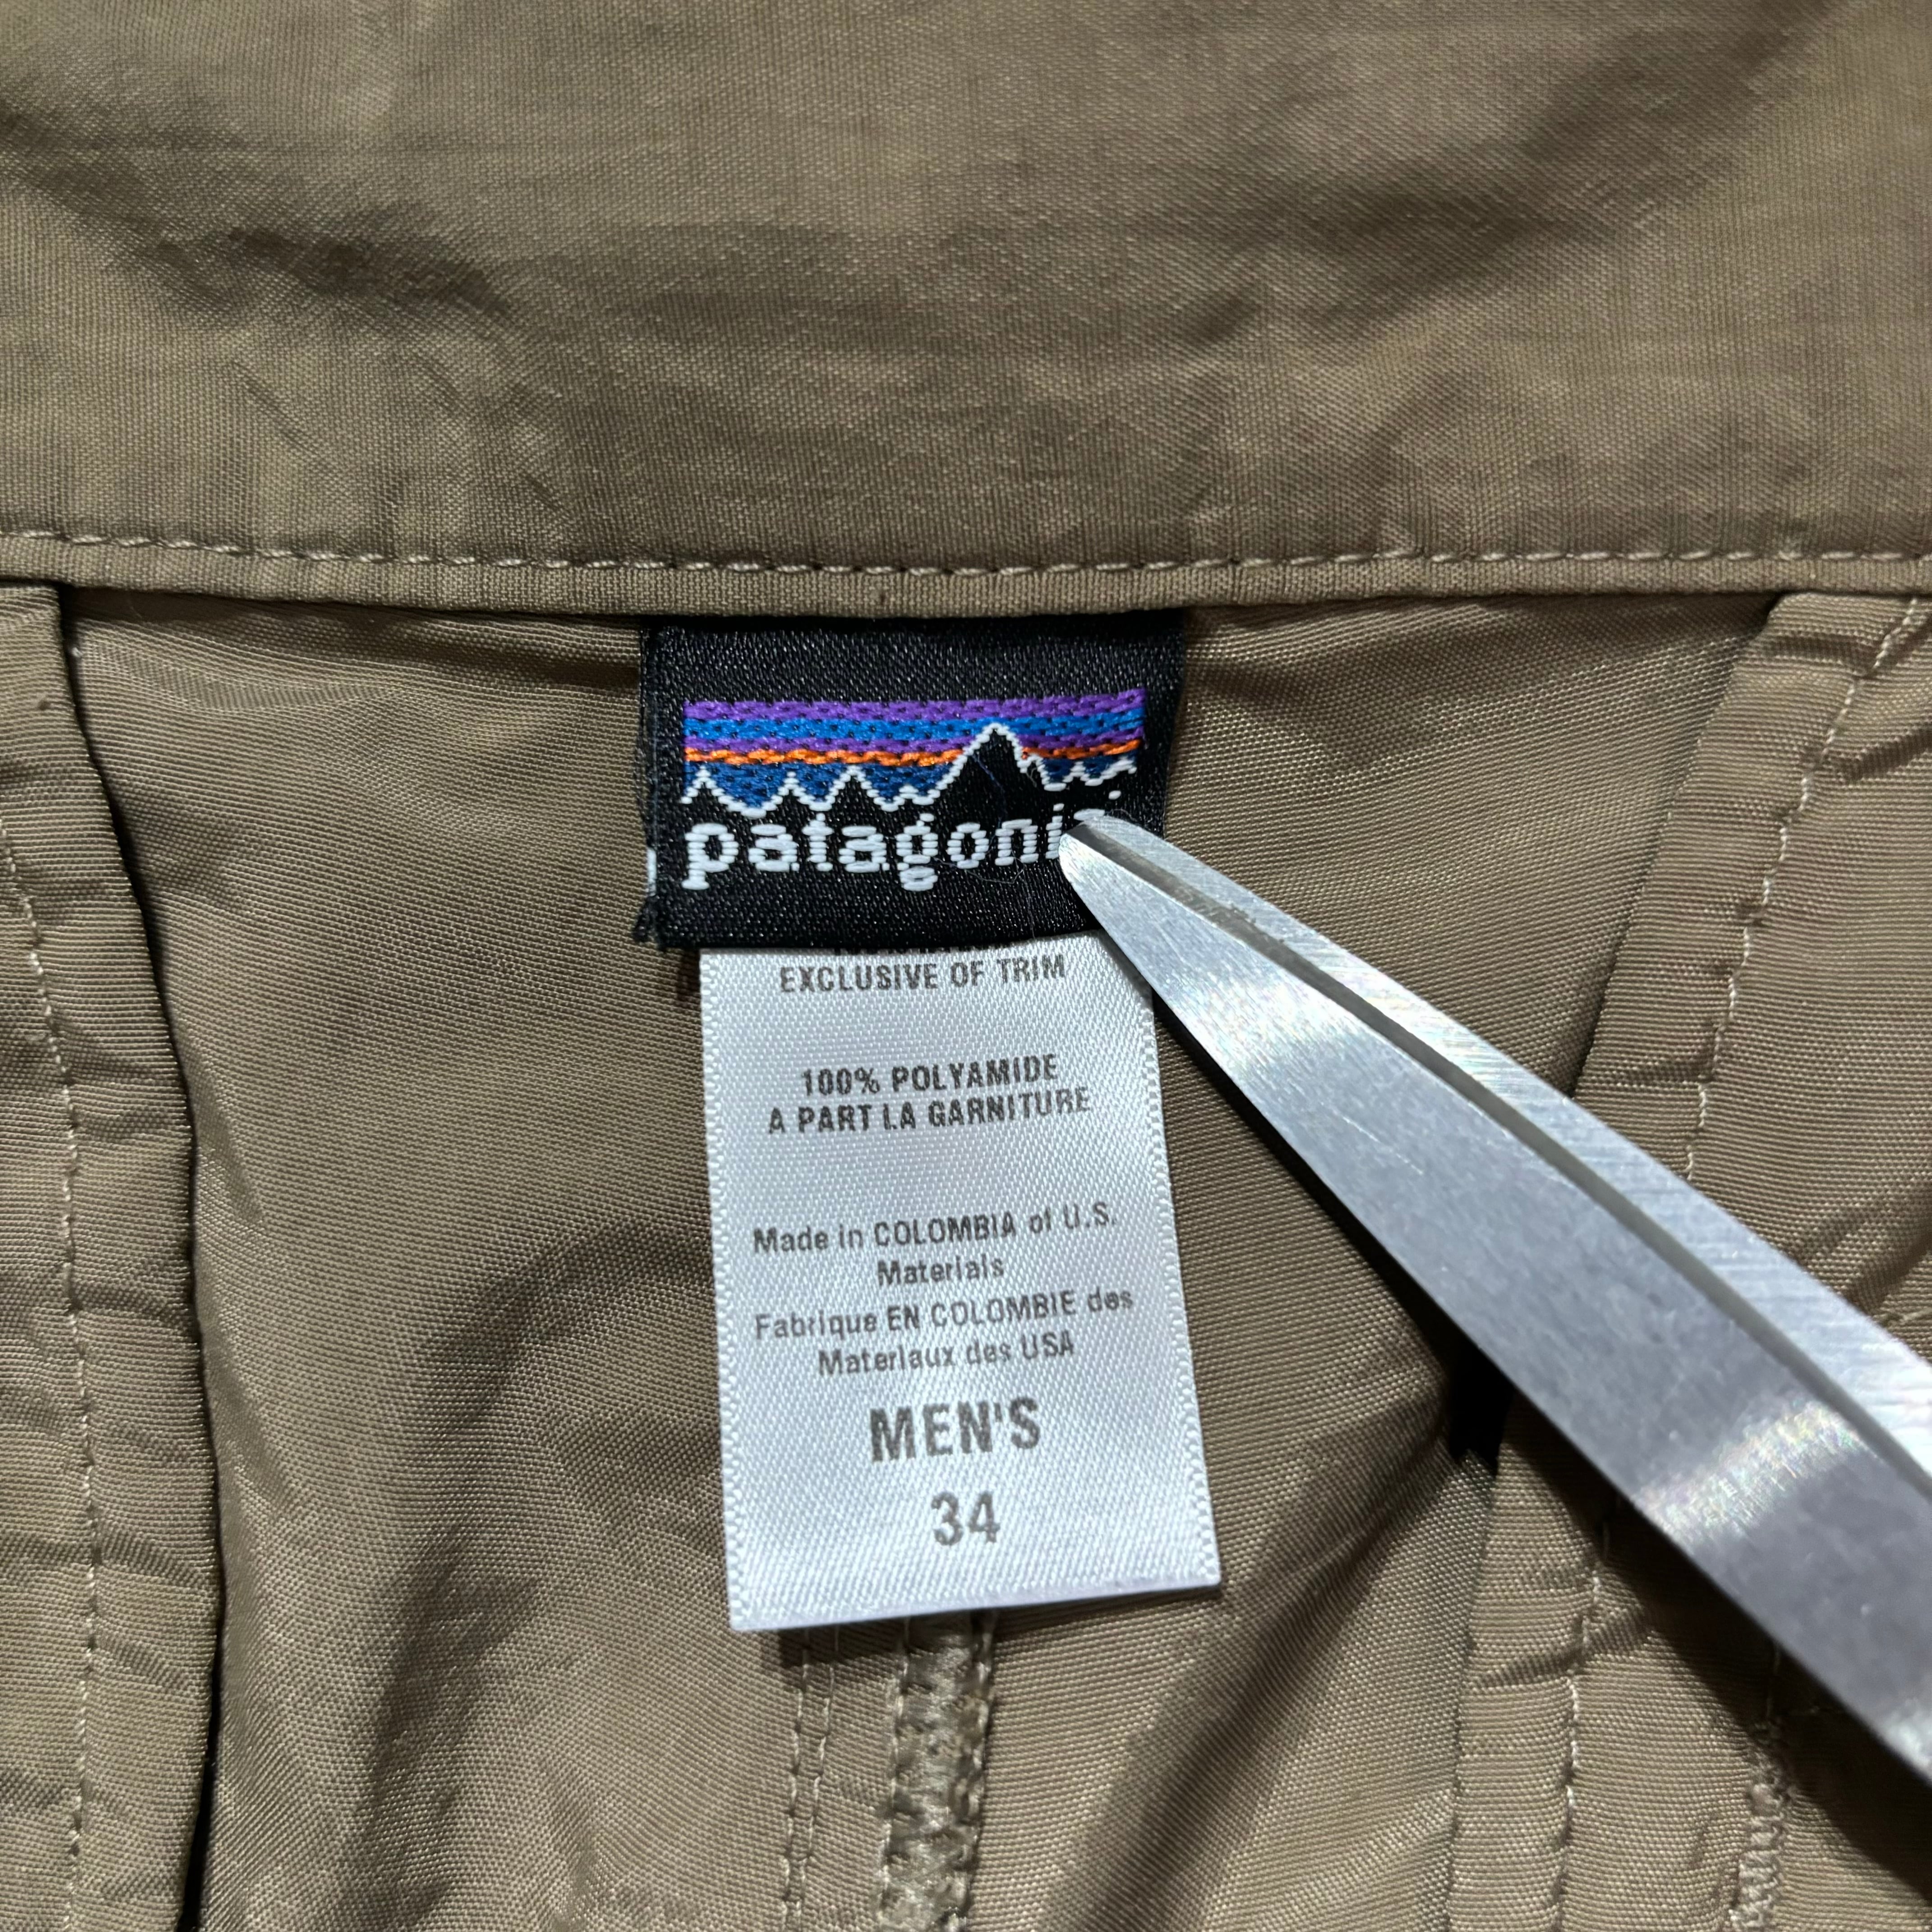 patagonia
EXCLUSIVE OF TRIM
100% POLYAMIDE
A PART LA GARNITURE
Made in COLOMBIA of U.S.
Materials
Fabrique EN COLOMBIE des
Materiaux des USA
MEN'S
34